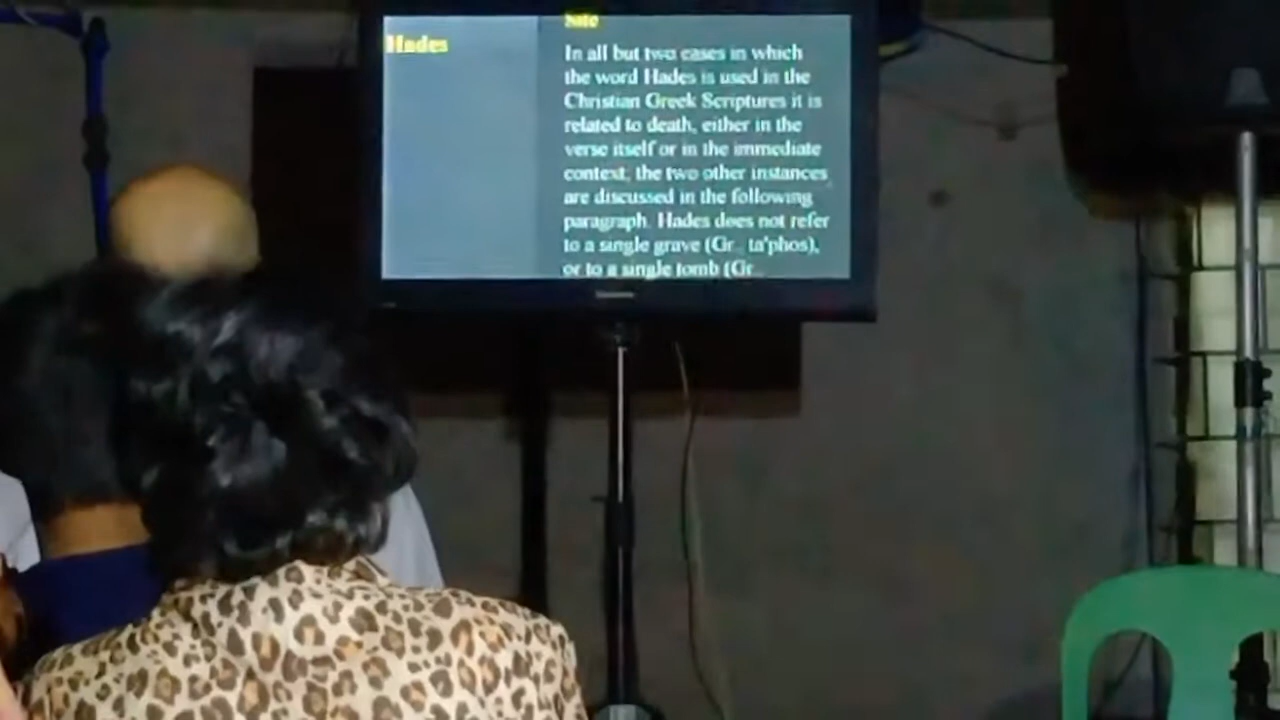 Hades
In all but two cases in which
the word Hades is used in the
Christian Greek Scriptures it is
related to death, either in the
verse itself or in the immediate
context; the two other instances
are discussed in the following
paragraph. Hades does not refer
to a single grave (Gr., ta'phos),
or to a single tomb (Gr.,